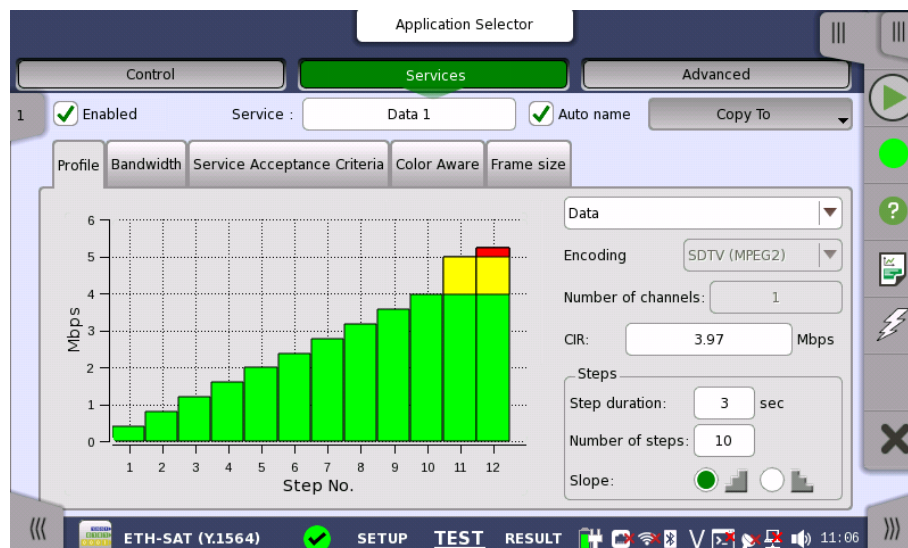 Application Selector
Control Services Advanced
1 Enabled Service : Data 1 Auto name Copy To
Profile Bandwidth Service Acceptance Criteria Color Aware Frame size
Data
Encoding SDTV (MPEG2)
Number of channels: 1
CIR: 3.97 Mbps
Steps
Step duration: 3 sec
Number of steps: 10
Slope:
6
5
4
3
2
1
0
Mbps
1 2 3 4 5 6 7 8 9 10 11 12
Step No.
?
((( ETH-SAT (Y.1564) SETUP TEST RESULT V 11:06 )))